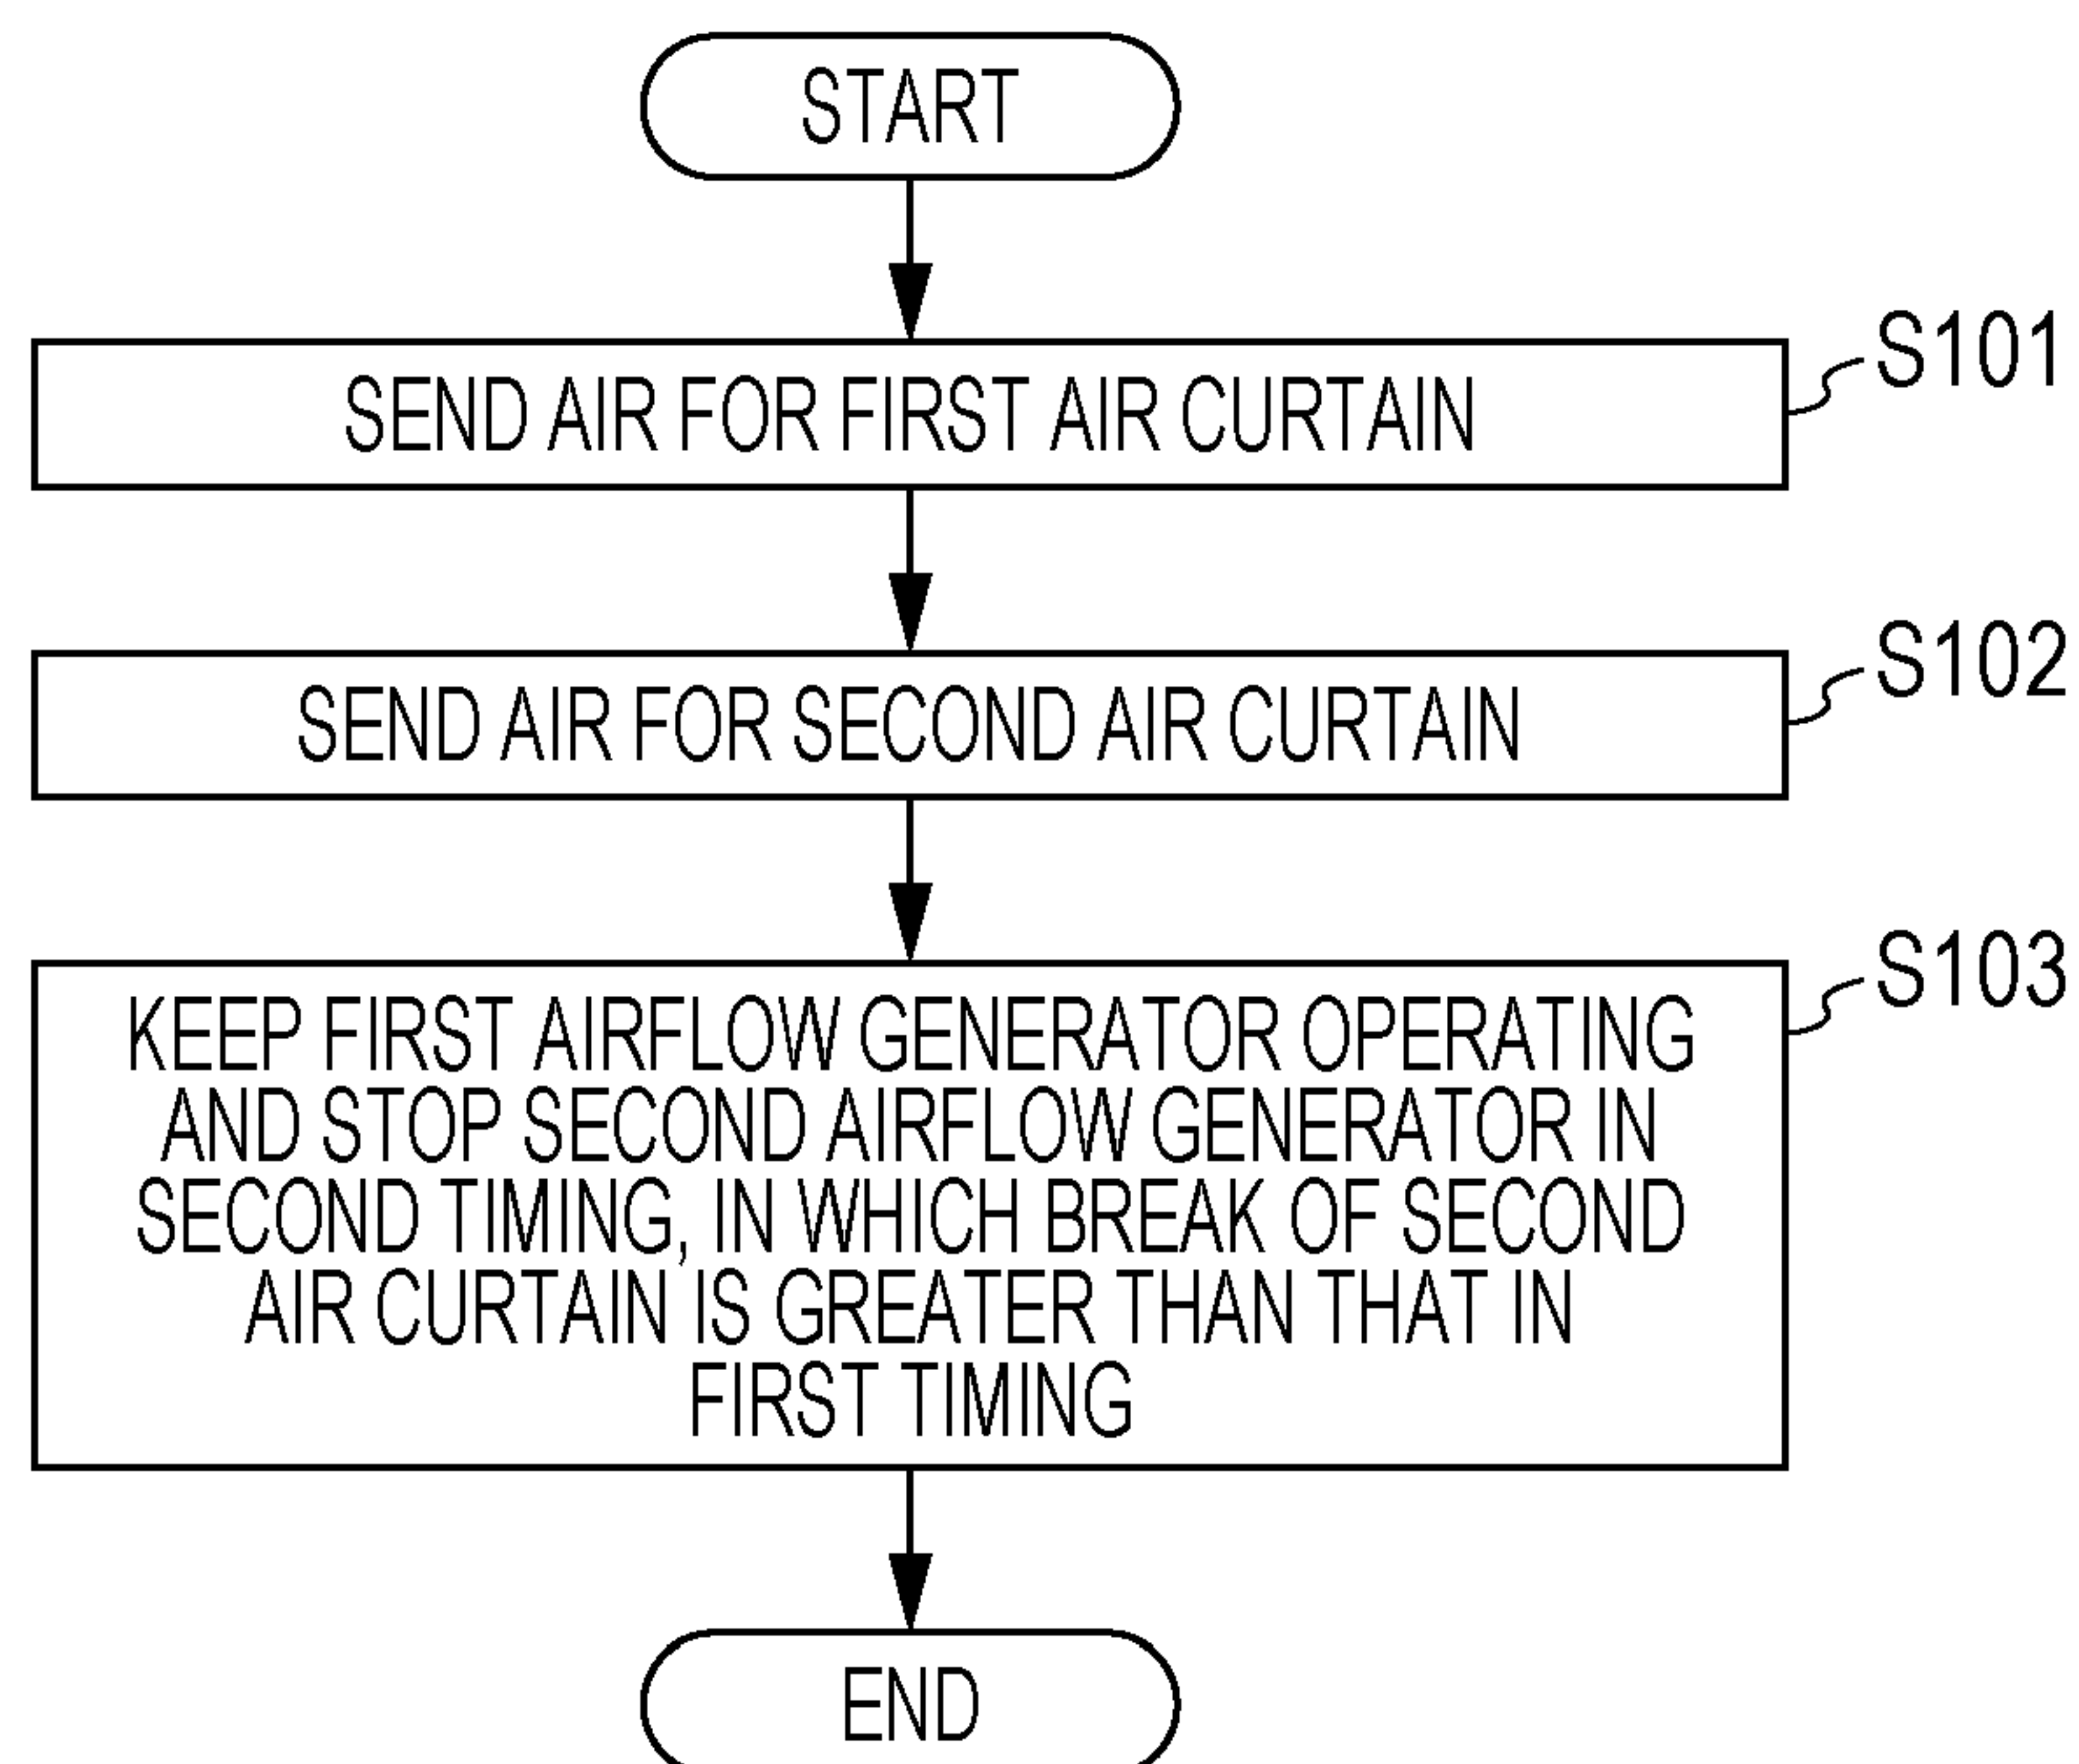 START
S101
SEND AIR FOR FIRST AIR CURTAIN
S102
SEND AIR FOR SECOND AIR CURTAIN
S103
KEEP FIRST AIRFLOW GENERATOR OPERATING
AND STOP SECOND AIRFLOW GENERATOR IN
SECOND TIMING, IN WHICH BREAK OF SECOND
AIR CURTAIN IS GREATER THAN THAT IN
FIRST TIMING
END